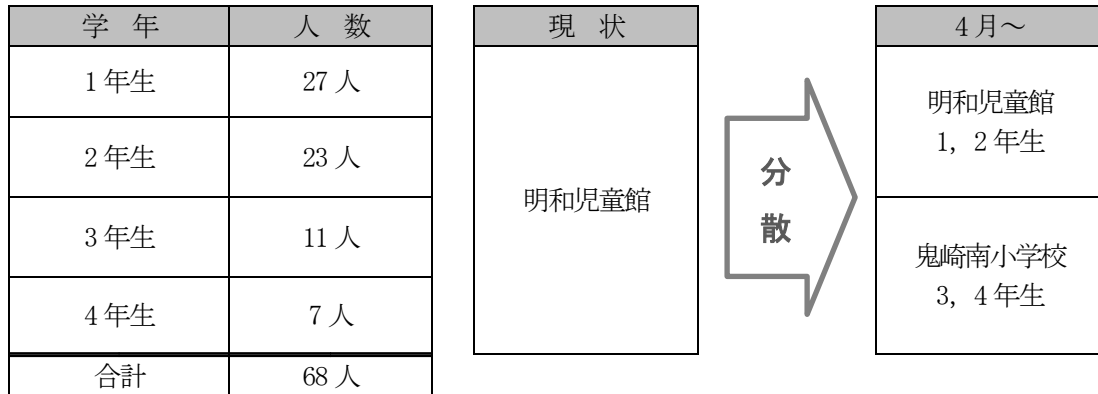 学 年 人 数
1年生 27人
2年生 23人
3年生 11人
4年生 7人
合計 68人
現 状
明和児童館
分
散
4月～
明和児童館
1，2年生
鬼崎南小学校
3，4年生